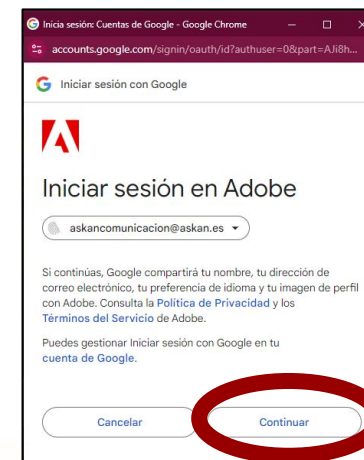 Inicia sesión: Cuentas de Google - Google Chrome
accounts.google.com/signin/oauth/id?authuser=0&part=AJi8h...
Iniciar sesión con Google
Iniciar sesión en Adobe
askancomunicacion@askan.es
Si continúas, Google compartirá tu nombre, tu dirección de
correo electrónico, tu preferencia de idioma y tu imagen de perfil
con Adobe. Consulta la Política de Privacidad y los
Términos del Servicio de Adobe.
Puedes gestionar Iniciar sesión con Google en tu
cuenta de Google.
Cancelar Continuar